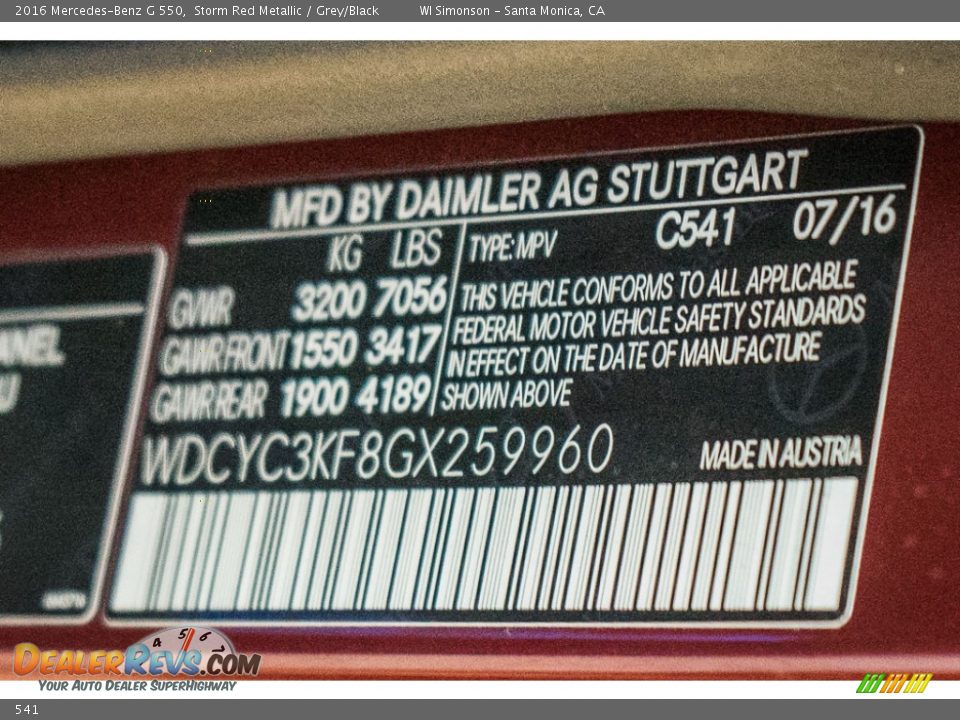 2016 Mercedes-Benz G 550, Storm Red Metallic / Grey/Black WI Simonson - Santa Monica, CA
MFD BY DAIMLER AG STUTTGART
KG LBS TYPE: MPV C541 07/16
GVWR 3200 7056
GAWR FRONT 1550 3417
GAWR REAR 1900 4189
THIS VEHICLE CONFORMS TO ALL APPLICABLE
FEDERAL MOTOR VEHICLE SAFETY STANDARDS
IN EFFECT ON THE DATE OF MANUFACTURE
SHOWN ABOVE
WDCYC3KF8GX259960 MADE IN AUSTRIA
4 5 6
DEALERREVS.COM
YOUR AUTO DEALER SUPERHIGHWAY
541